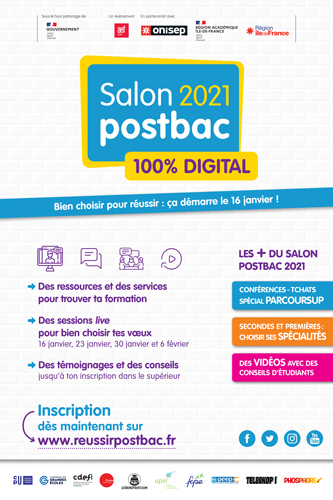 Sous le haut patronage de
Un événement
En partenariat avec
GOUVERNEMENT
aef
onisep
RÉGION ACADÉMIQUE
ÎLE-DE-FRANCE
Région
île de France
Salon 2021
postbac
100% DIGITAL
Bien choisir pour réussir : ça démarre le 16 janvier !
Des ressources et des services
pour trouver ta formation
Des sessions live
pour bien choisir tes vœux
16 janvier, 23 janvier, 30 janvier et 6 février
Des témoignages et des conseils
jusqu'à ton inscription dans le supérieur
LES + DU SALON
POSTBAC 2021
CONFÉRENCES-TCHATS
SPÉCIAL PARCOURSUP
SECONDES ET PREMIÈRES :
CHOISIR SES SPÉCIALITÉS
DES VIDÉOS AVEC DES
CONSEILS D'ÉTUDIANTS
Inscription
dès maintenant sur
www.reussirpostbac.fr
You
Tube
cdefi
apel
fcpe
peep
TÉLÉSKOP !
PHOSPHORE